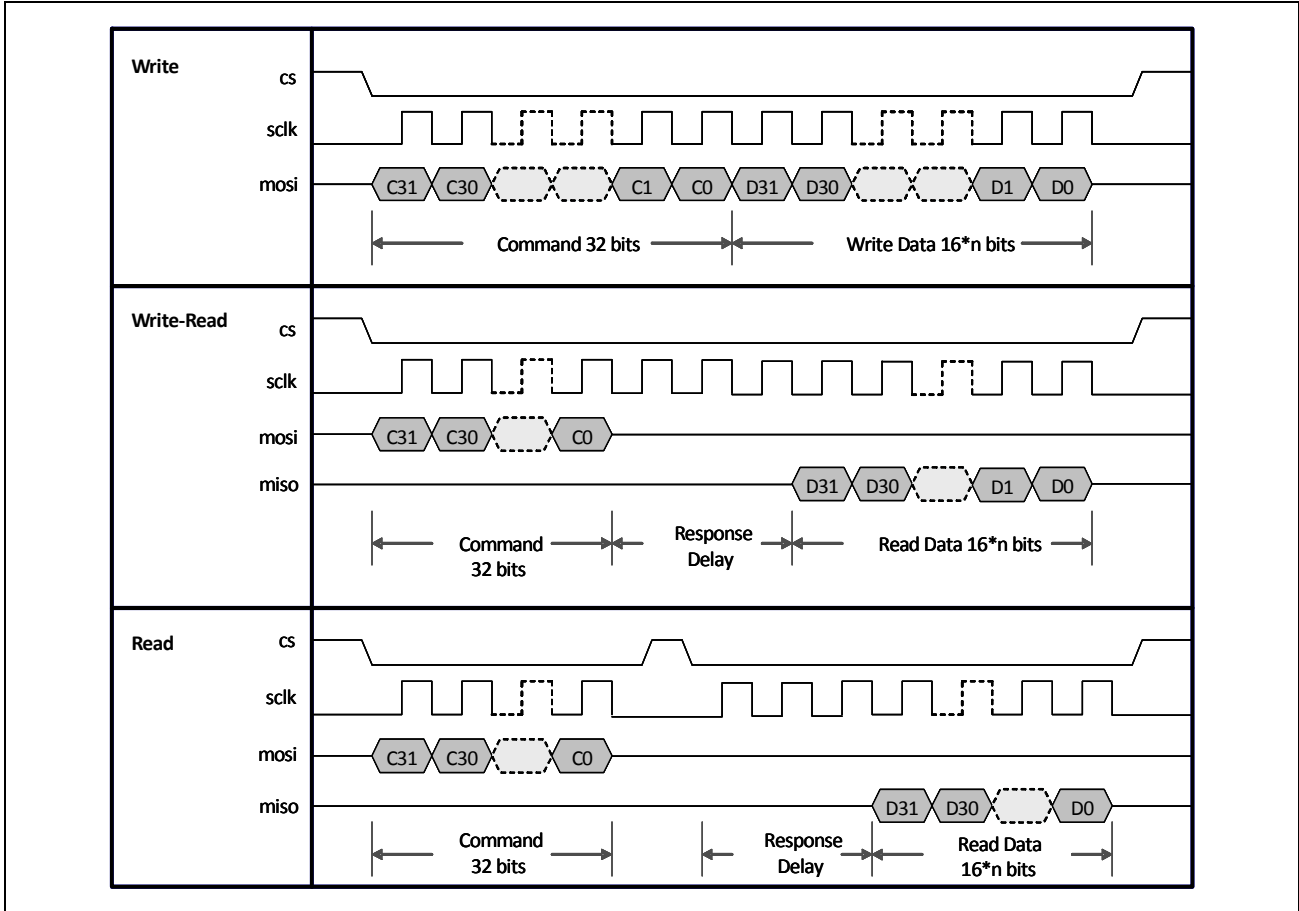 Write
cs
sclk
mosi
C31 C30 C1 C0 D31 D30 D1 D0
Command 32 bits
Write Data 16*n bits
Write-Read
cs
sclk
mosi
C31 C30 C0
miso
D31 D30 D1 D0
Command
32 bits
Response
Delay
Read Data 16*n bits
Read
cs
sclk
mosi
C31 C30 C0
miso
D31 D30 D0
Command
32 bits
Response
Delay
Read Data
16*n bits